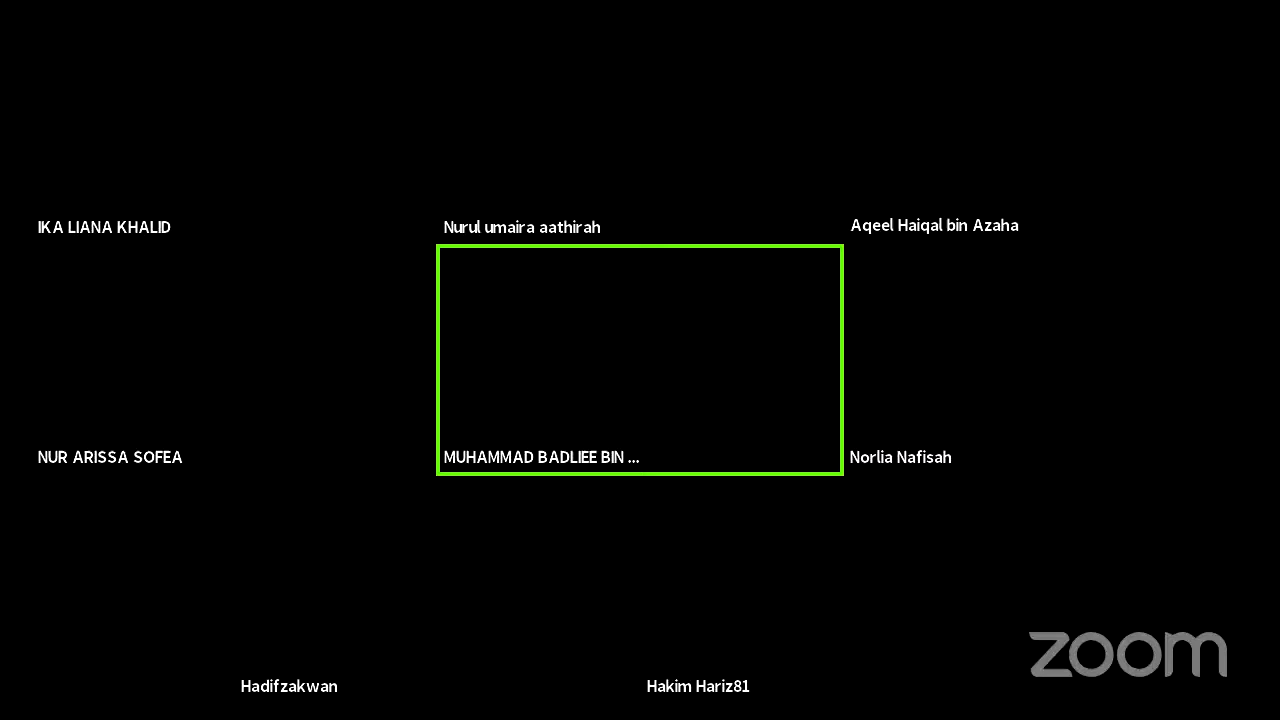 IKA LIANA KHALID
Nurul umaira aathirah
Aqeel Haiqal bin Azaha
NUR ARISSA SOFEA
MUHAMMAD BADLIEE BIN ...
Norlia Nafisah
Hadifzakwan
Hakim Hariz81
zoom